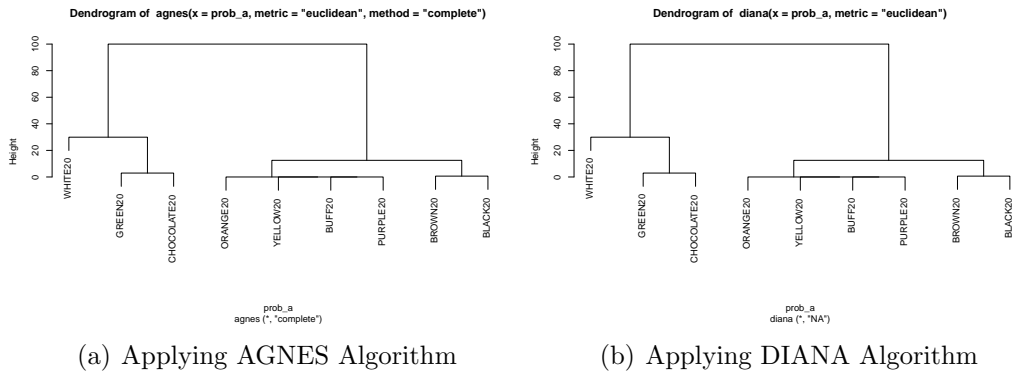 Dendrogram of agnes(x = prob_a, metric = "euclidean", method = "complete")
Height
0
20
40
60
80
100
WHITE20
GREEN20
CHOCOLATE20
ORANGE20
YELLOW20
BUFF20
PURPLE20
BROWN20
BLACK20
prob_a
agnes (*, "complete")
(a) Applying AGNES Algorithm
Dendrogram of diana(x = prob_a, metric = "euclidean")
Height
0
20
40
60
80
100
WHITE20
GREEN20
CHOCOLATE20
ORANGE20
YELLOW20
BUFF20
PURPLE20
BROWN20
BLACK20
prob_a
diana (*, "NA")
(b) Applying DIANA Algorithm